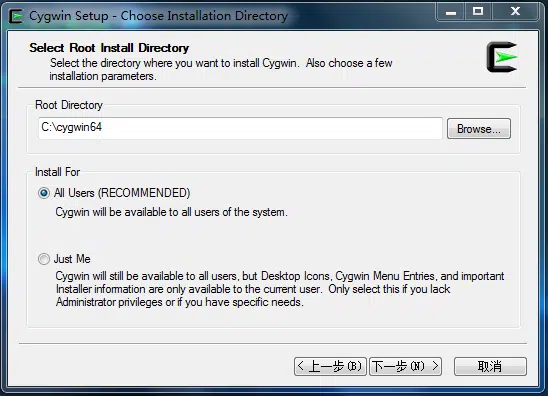 Cygwin Setup - Choose Installation Directory
Select Root Install Directory
Select the directory where you want to install Cygwin. Also choose a few
installation parameters.
Root Directory
C:\cygwin64
Browse...
Install For
All Users (RECOMMENDED)
Cygwin will be available to all users of the system.
Just Me
Cygwin will still be available to all users, but Desktop Icons, Cygwin Menu Entries, and important
Installer information are only available to the current user. Only select this if you lack
Administrator privileges or if you have specific needs.
< 上一步(B) 下一步(N) > 取消